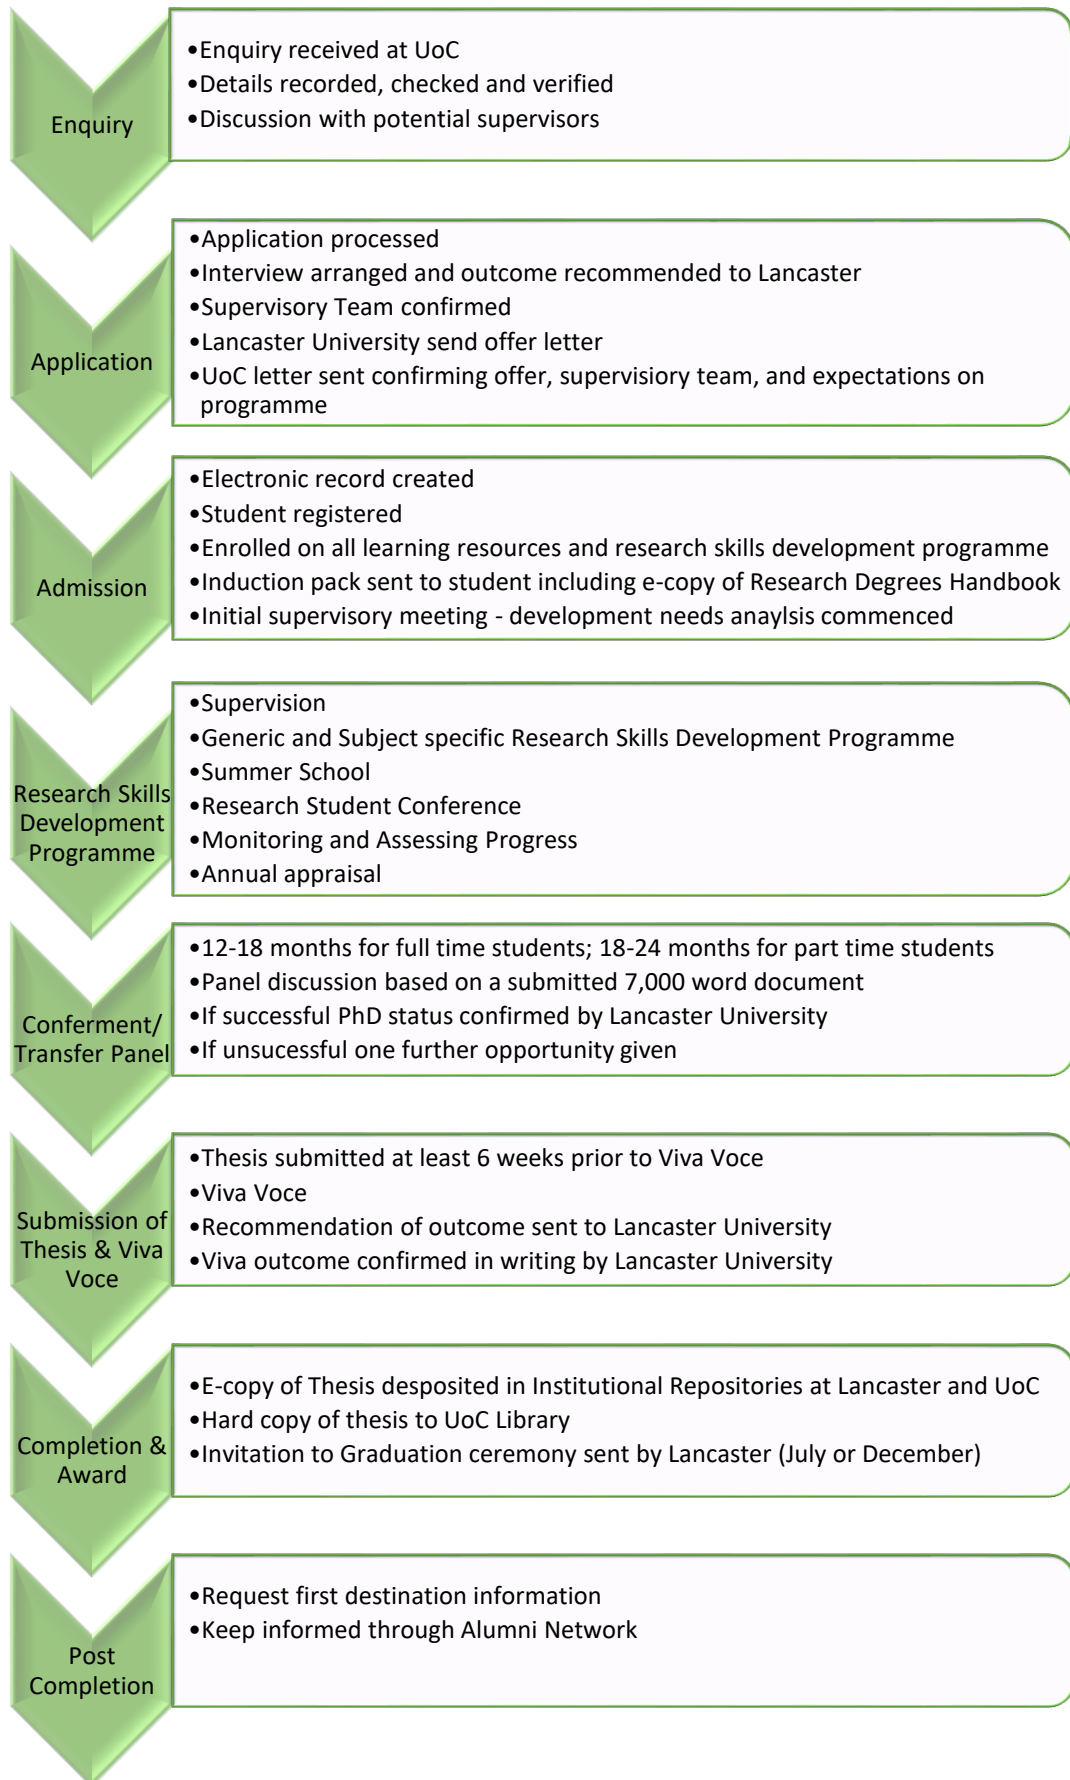 Enquiry
•Enquiry received at UoC
•Details recorded, checked and verified
•Discussion with potential supervisors
Application
•Application processed
•Interview arranged and outcome recommended to Lancaster
•Supervisory Team confirmed
•Lancaster University send offer letter
•UoC letter sent confirming offer, supervisiory team, and expectations on
programme
Admission
•Electronic record created
•Student registered
•Enrolled on all learning resources and research skills development programme
•Induction pack sent to student including e-copy of Research Degrees Handbook
•Initial supervisory meeting - development needs anaylsis commenced
Research Skills
Development
Programme
•Supervision
•Generic and Subject specific Research Skills Development Programme
•Summer School
•Research Student Conference
•Monitoring and Assessing Progress
•Annual appraisal
Conferment/
Transfer Panel
•12-18 months for full time students; 18-24 months for part time students
•Panel discussion based on a submitted 7,000 word document
•If successful PhD status confirmed by Lancaster University
•If unsucessful one further opportunity given
Submission of
Thesis & Viva
Voce
•Thesis submitted at least 6 weeks prior to Viva Voce
•Viva Voce
•Recommendation of outcome sent to Lancaster University
•Viva outcome confirmed in writing by Lancaster University
Completion &
Award
•E-copy of Thesis desposited in Institutional Repositories at Lancaster and UoC
•Hard copy of thesis to UoC Library
•Invitation to Graduation ceremony sent by Lancaster (July or December)
Post
Completion
•Request first destination information
•Keep informed through Alumni Network